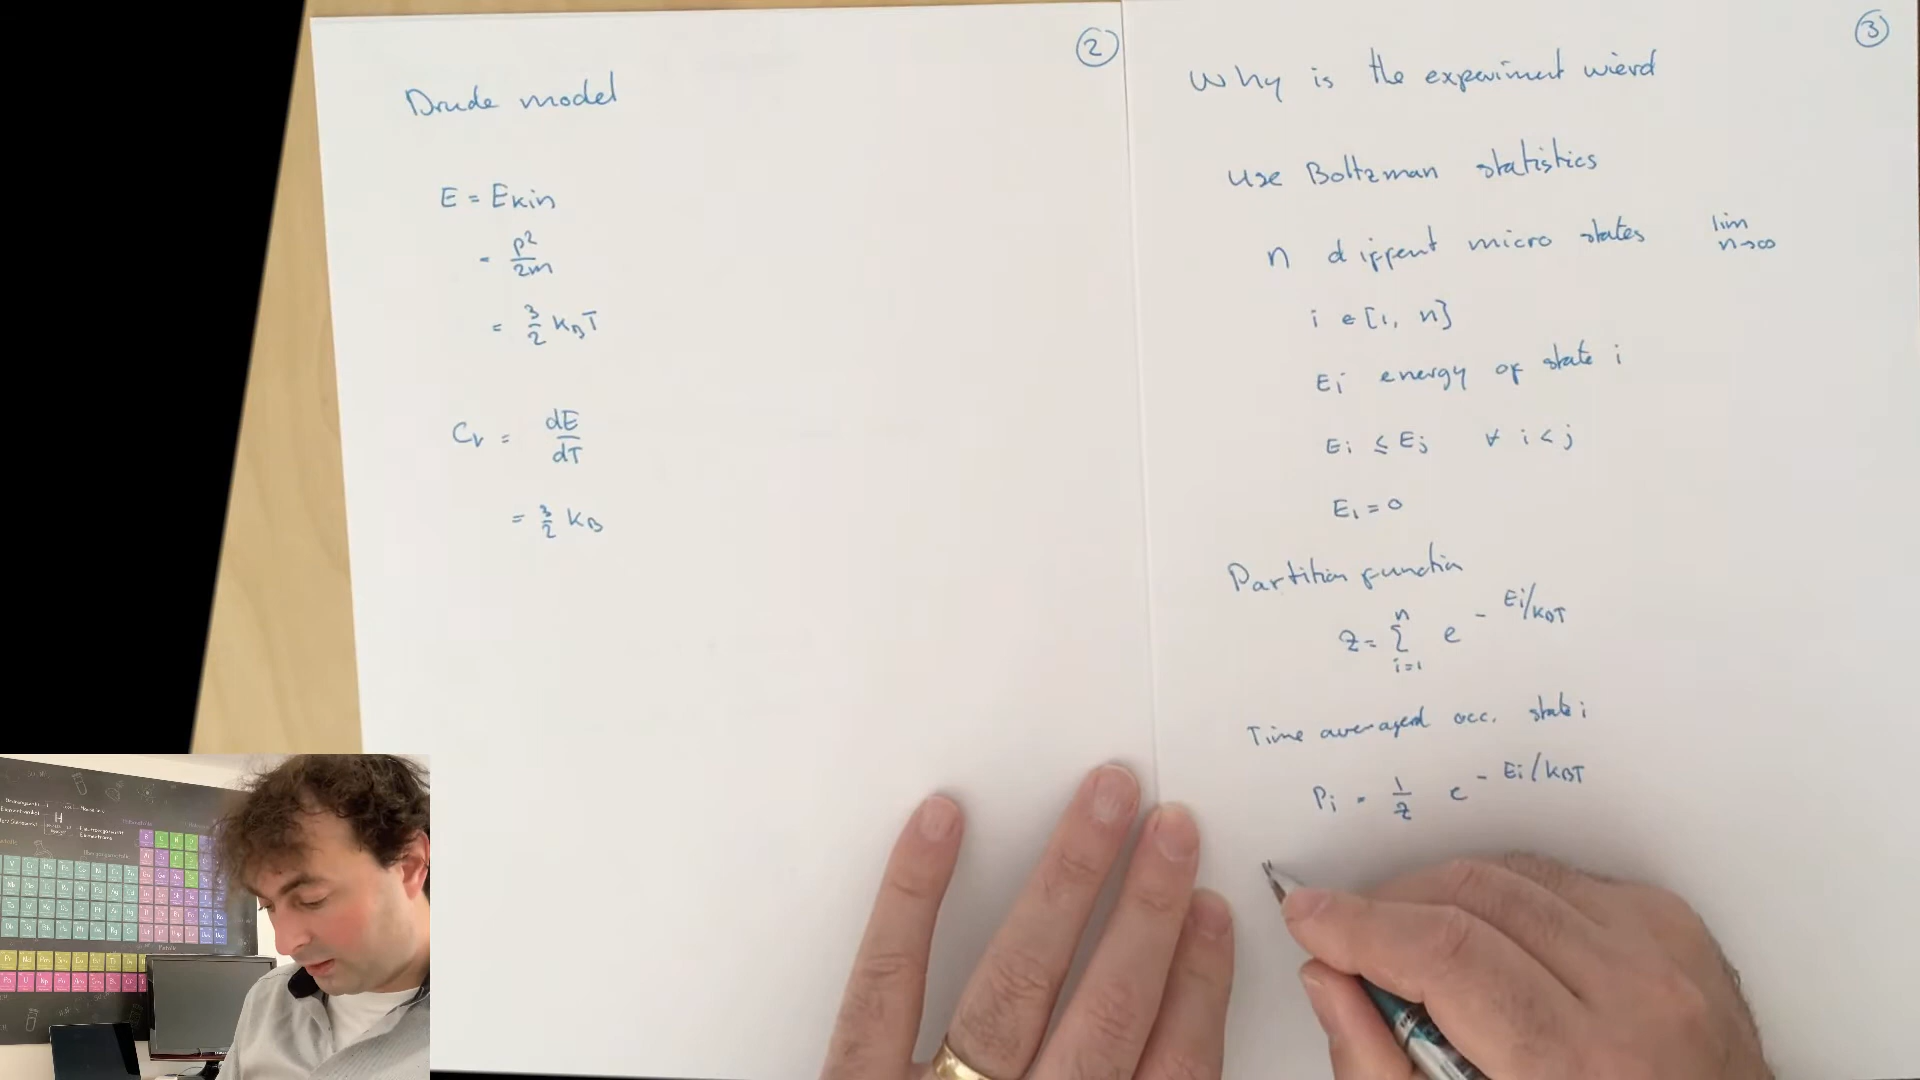 2
Drude model
E = Ekin
= p²/2m
= 3/2 kBT
Cv = dE/dT
= 3/2 kB
3
Why is the experiment wierd
Use Boltzman statistics
n diffent micro states lim n→∞
i ∈ [1, n]
Ei energy of state i
Ei ≤ Ej ∀ i < j
E1 = 0
Partition function
Z = Σ i=1 n e - Ei/kBT
Time averaged occ. state i
Pi = 1/Z e - Ei/kBT
H